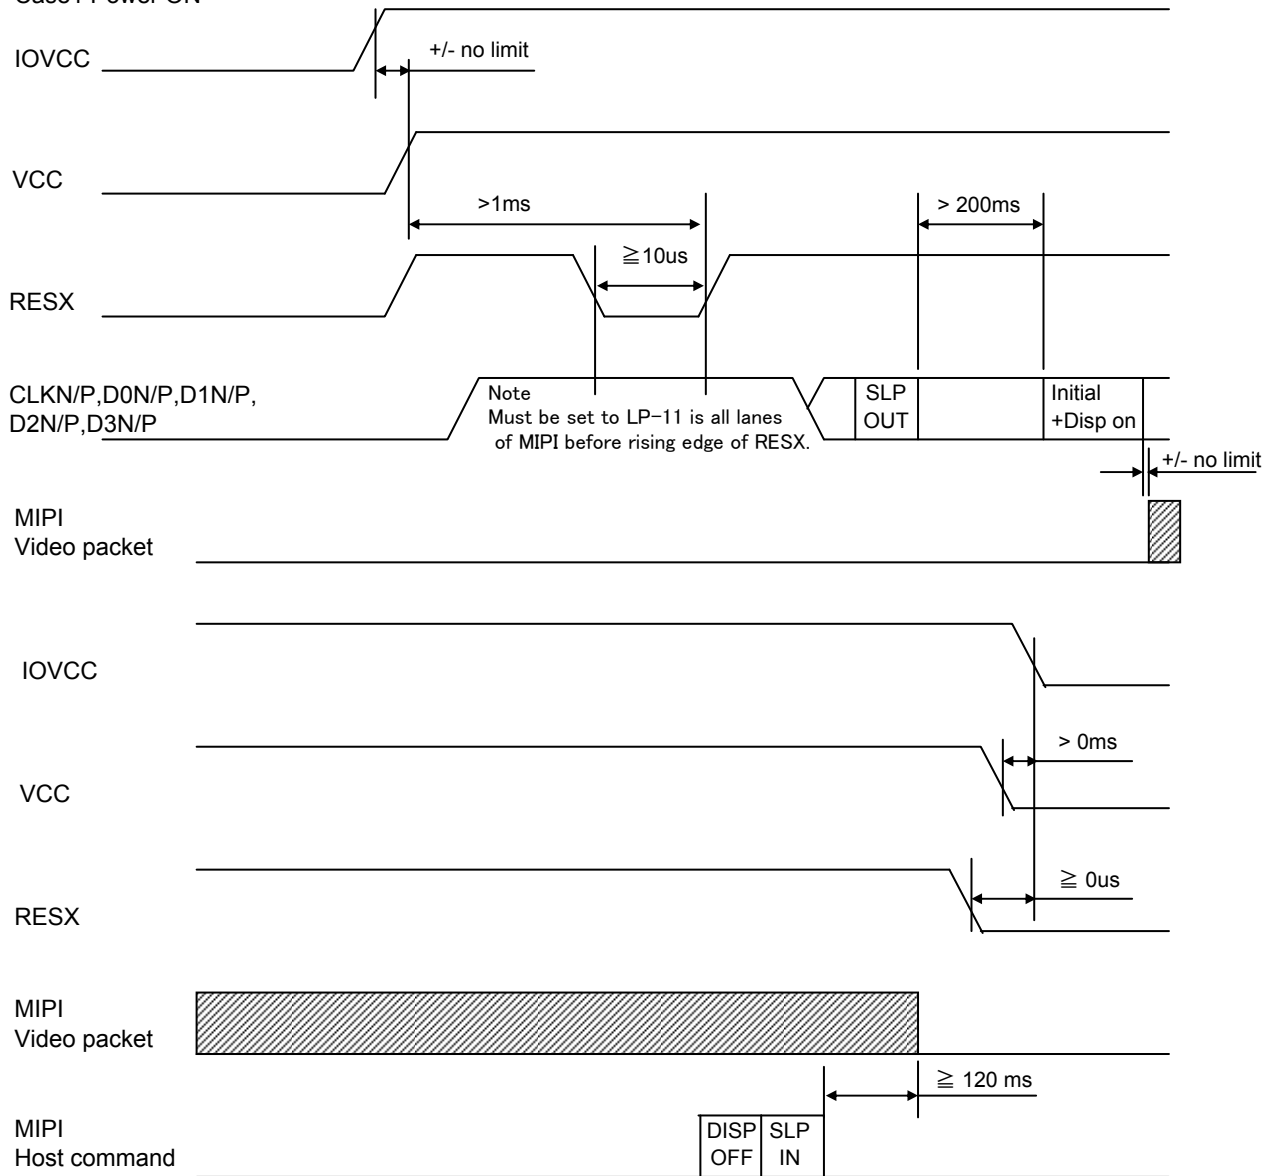 IOVCC
+/- no limit
VCC
>1ms
> 200ms
≧10us
RESX
CLKN/P,D0N/P,D1N/P,
D2N/P,D3N/P
Note
Must be set to LP-11 is all lanes
of MIPI before rising edge of RESX.
SLP
OUT
Initial
+Disp on
+/- no limit
MIPI
Video packet
IOVCC
> 0ms
VCC
≧ 0us
RESX
MIPI
Video packet
≧ 120 ms
MIPI
Host command
DISP
OFF
SLP
IN